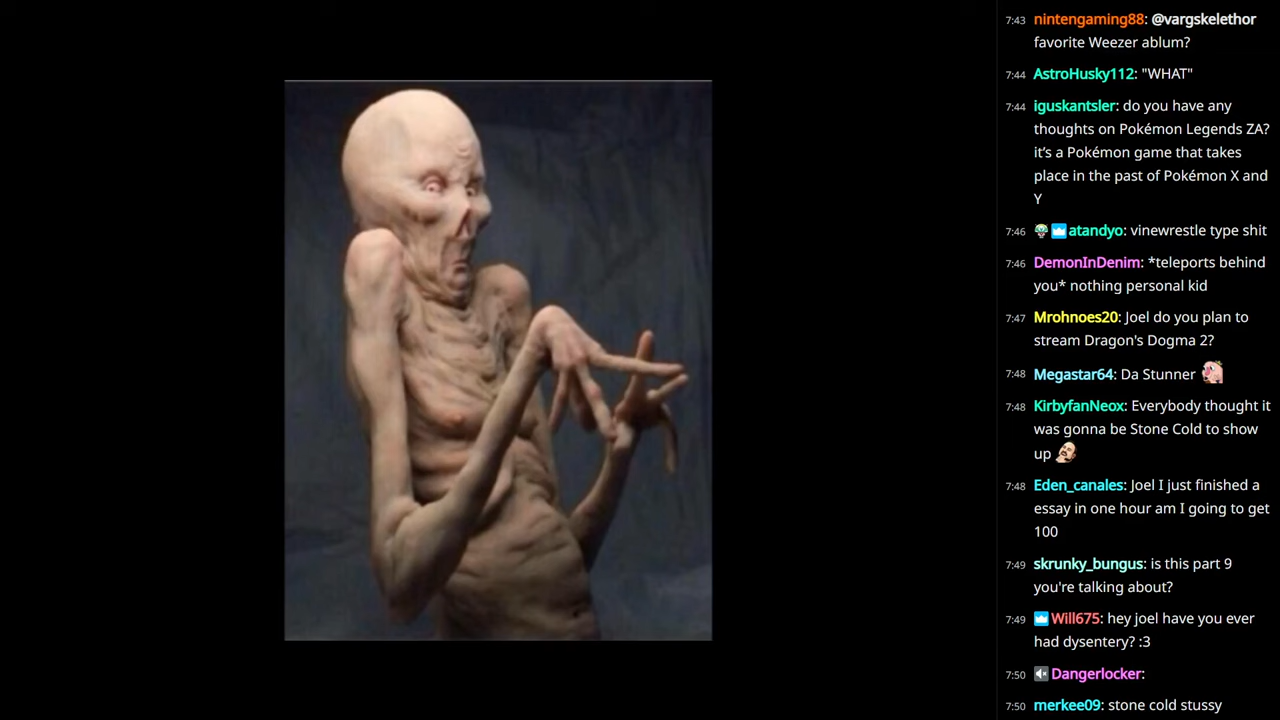 7:43 nintengaming88: @vargskelethor
favorite Weezer ablum?
7:44 AstroHusky112: "WHAT"
7:44 iguskantsler: do you have any
thoughts on Pokémon Legends ZA?
it's a Pokémon game that takes
place in the past of Pokémon X and
Y
7:46 atandyo: vinewrestle type shit
7:46 DemonInDenim: *teleports behind
you* nothing personal kid
7:47 Mrohnoes20: Joel do you plan to
stream Dragon's Dogma 2?
7:48 Megastar64: Da Stunner
7:48 KirbyfanNeox: Everybody thought it
was gonna be Stone Cold to show
up
7:48 Eden_canales: Joel I just finished a
essay in one hour am I going to get
100
7:49 skrunky_bungus: is this part 9
you're talking about?
7:49 Will675: hey joel have you ever
had dysentery? :3
7:50 Dangerlocker:
7:50 merkee09: stone cold stussy